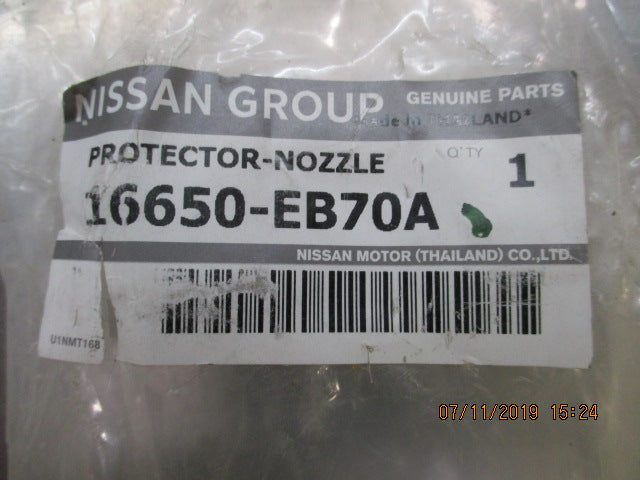 NISSAN GROUP GENUINE PARTS
Made in THAILAND*
PROTECTOR-NOZZLE Q'TY 1
16650-EB70A
NISSAN MOTOR (THAILAND) CO.,LTD.
U1NMT168
07/11/2019 15:24